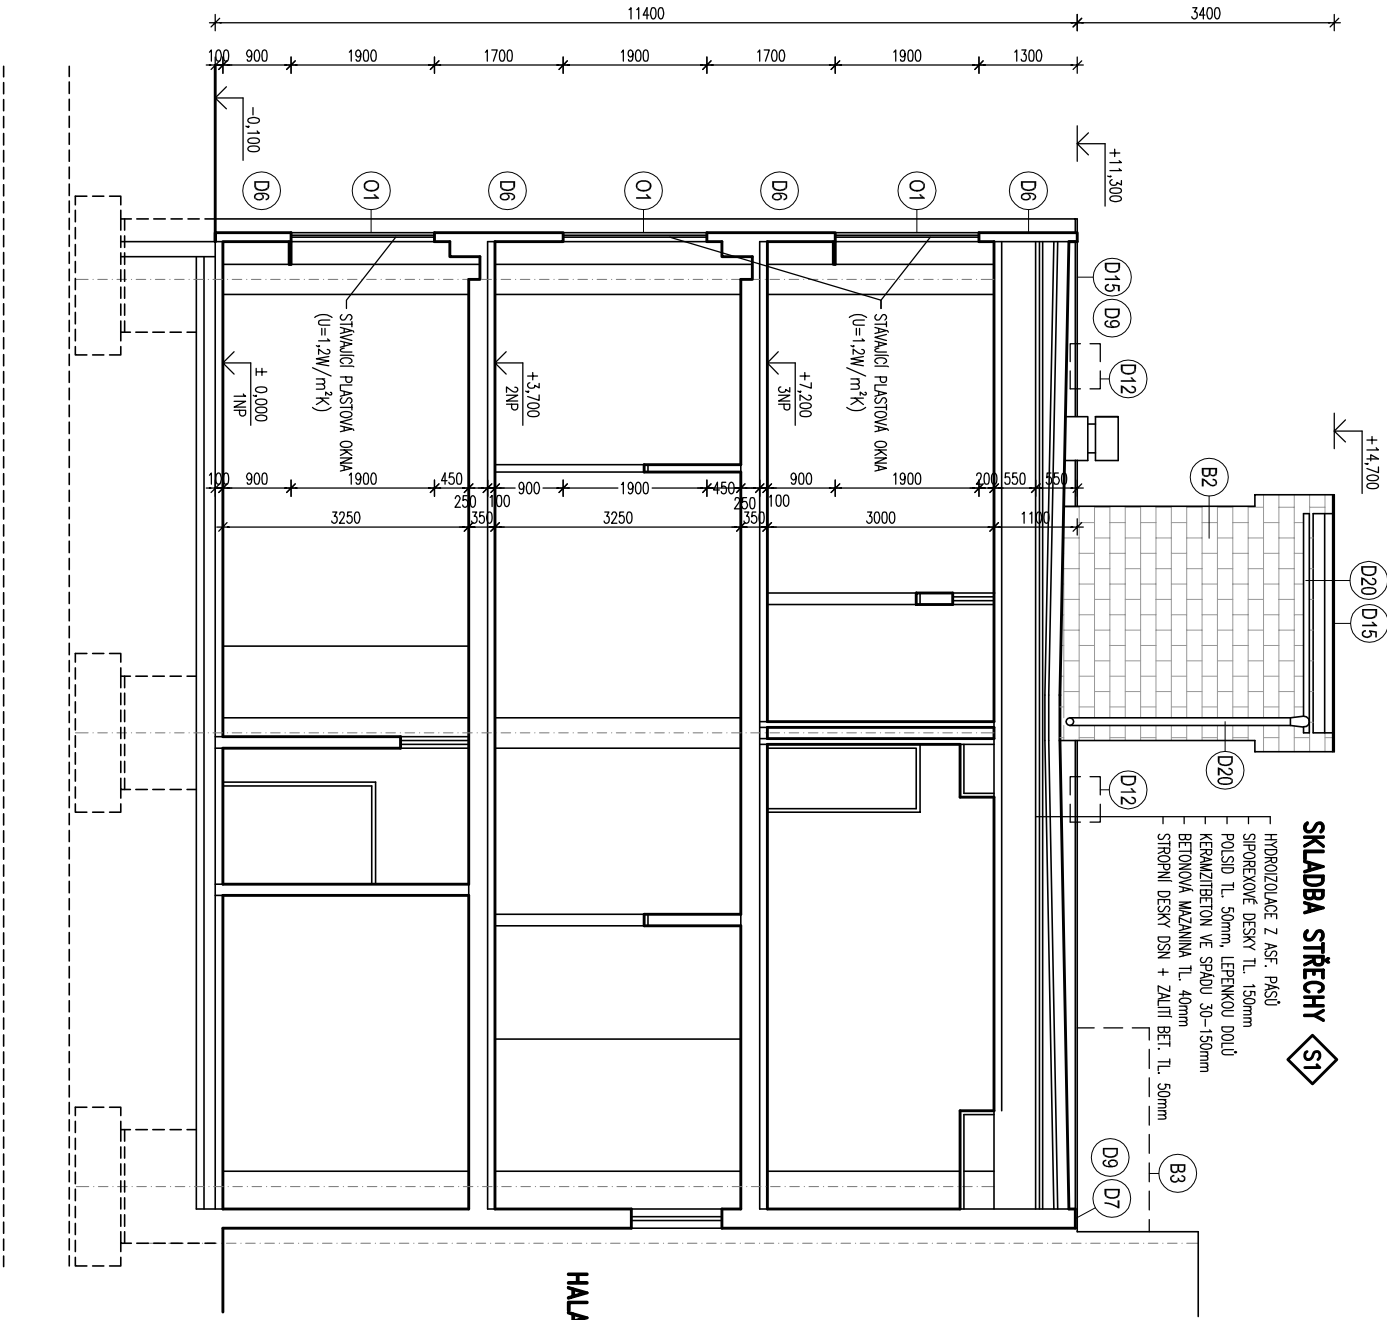 11400
3400
100
900
1900
1700
1900
1700
1900
1300
-0,100
+11,300
+14,700
D6
O1
D6
O1
D6
O1
D6
D15
D9
D12
B2
D20
D15
D20
D12
STÁVAJÍCÍ PLASTOVÁ OKNA
(U=1,2W/m²K)
STÁVAJÍCÍ PLASTOVÁ OKNA
(U=1,2W/m²K)
± 0,000
1NP
+3,700
2NP
+7,200
3NP
100
900
1900
450
250
100
900
1900
450
250
100
900
1900
200
550
550
3250
350
3250
350
3000
1100
SKLADBA STŘECHY
S1
HYDROIZOLACE Z ASF. PÁSŮ
SIPOREXOVÉ DESKY TL. 150mm
POLSID TL. 50mm, LEPENKOU DOLŮ
KERAMZITBETON VE SPÁDU 30-150mm
BETONOVÁ MAZANINA TL. 40mm
STROPNÍ DESKY DSN + ZALITÍ BET. TL. 50mm
B3
D9
D7
HALA